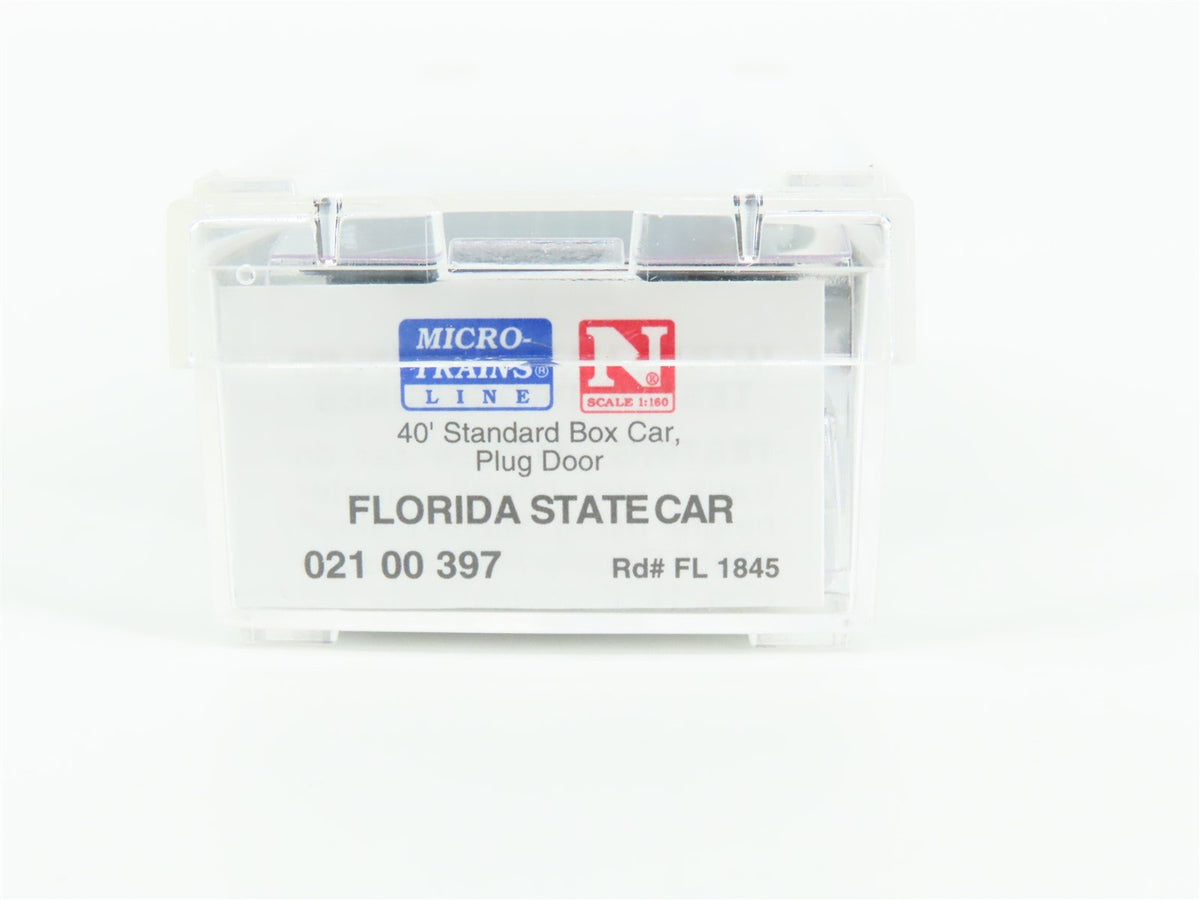 MICRO-
TRAINS®
LINE
N®
SCALE 1:160
40' Standard Box Car,
Plug Door
FLORIDA STATE CAR
021 00 397 Rd# FL 1845